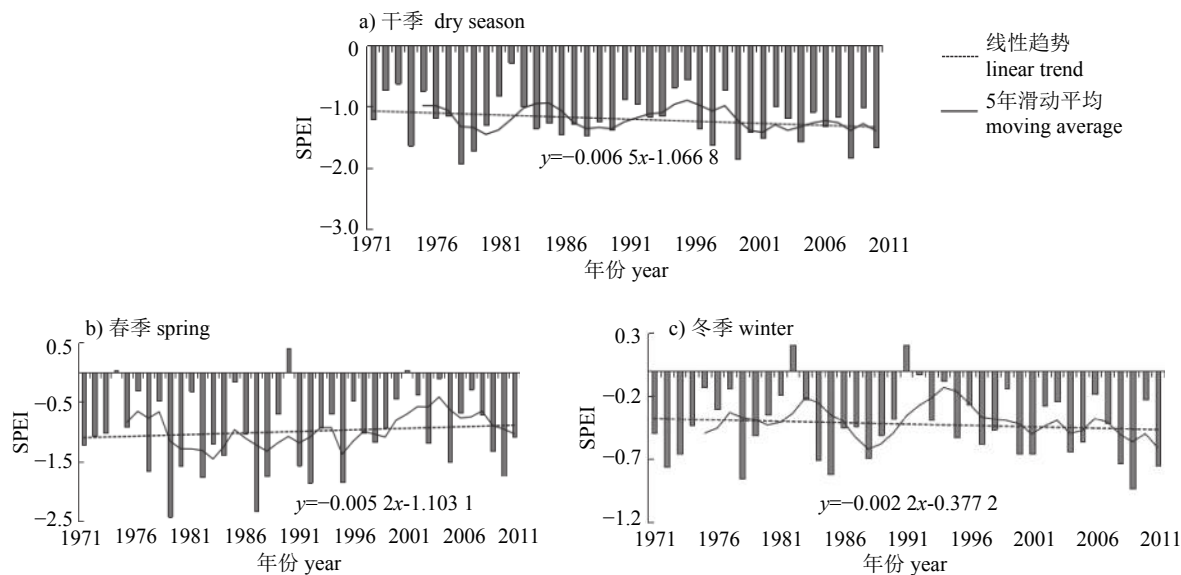 a) 干季 dry season
0
−1.0
−2.0
−3.0
SPEI
y=−0.006 5x-1.066 8
1971 1976 1981 1986 1991 1996 2001 2006 2011
年份 year
线性趋势
linear trend
5年滑动平均
moving average
b) 春季 spring
0.5
−0.5
−1.5
−2.5
SPEI
y=−0.005 2x-1.103 1
1971 1976 1981 1986 1991 1996 2001 2006 2011
年份 year
c) 冬季 winter
0.3
−0.2
−0.7
−1.2
SPEI
y=−0.002 2x-0.377 2
1971 1976 1981 1986 1991 1996 2001 2006 2011
年份 year